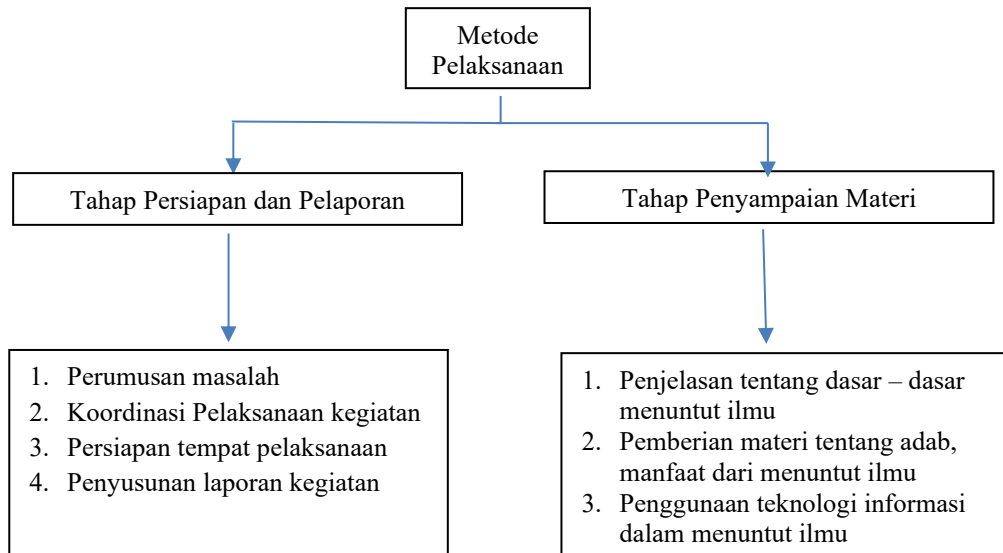 Metode
Pelaksanaan
Tahap Persiapan dan Pelaporan
Tahap Penyampaian Materi
1. Perumusan masalah
2. Koordinasi Pelaksanaan kegiatan
3. Persiapan tempat pelaksanaan
4. Penyusunan laporan kegiatan
1. Penjelasan tentang dasar – dasar
menuntut ilmu
2. Pemberian materi tentang adab,
manfaat dari menuntut ilmu
3. Penggunaan teknologi informasi
dalam menuntut ilmu